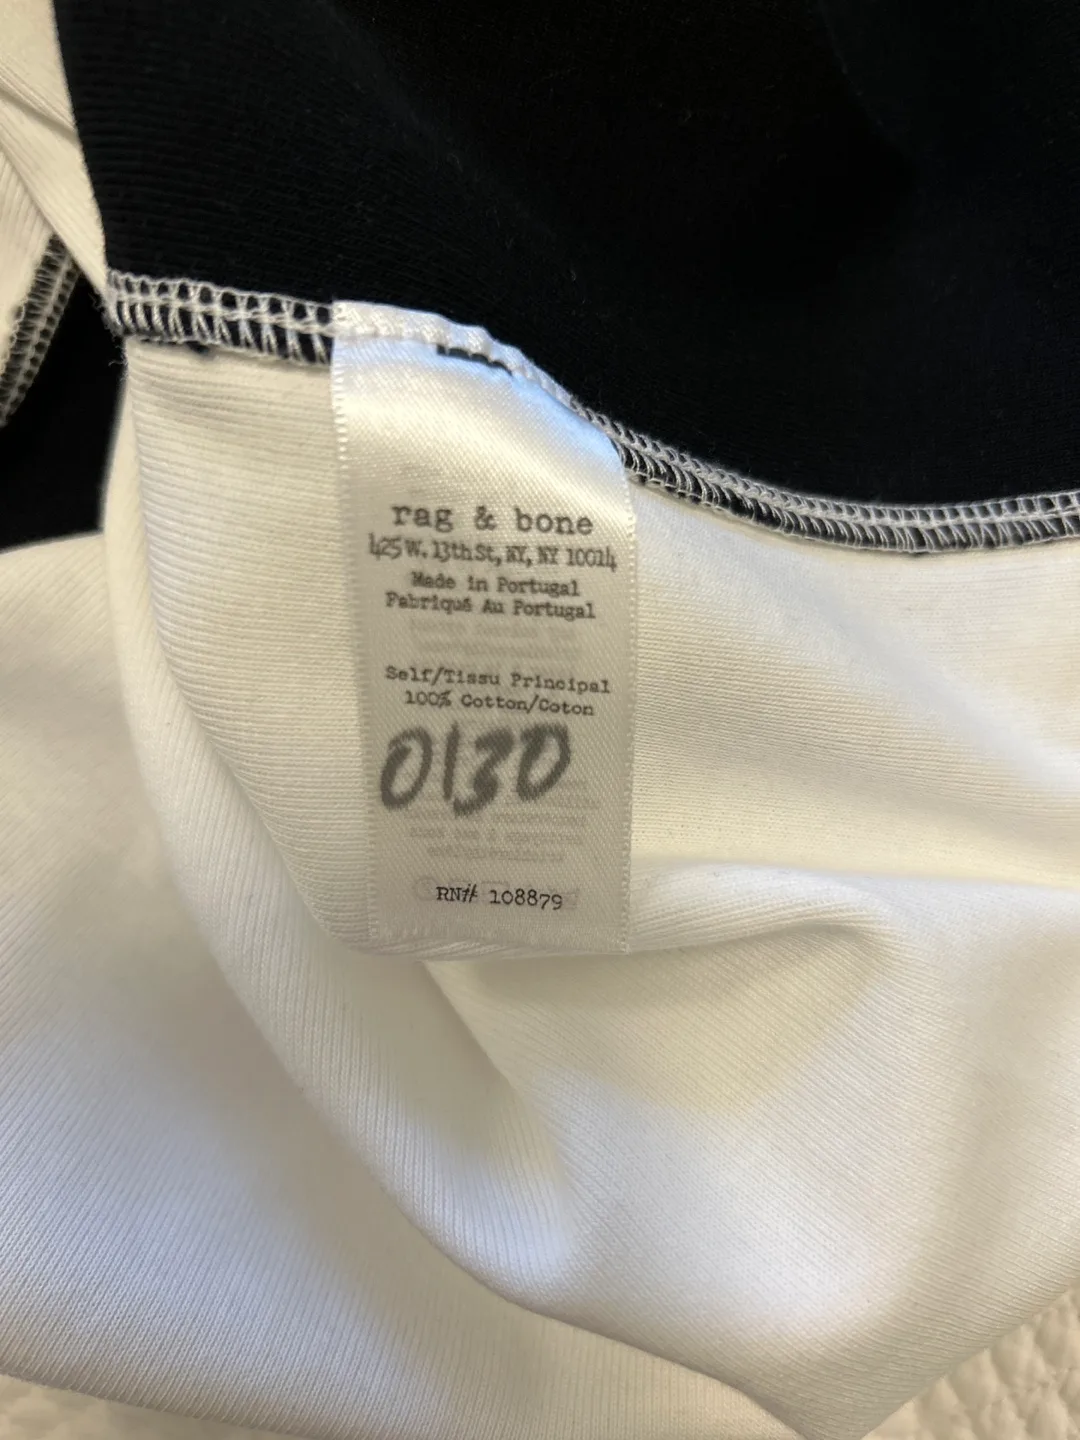 rag & bone
425 W. 13th St, NY, NY 10014
Made in Portugal
Fabriqué Au Portugal
Self/Tissu Principal
100% Cotton/Coton
0130
RN# 108879